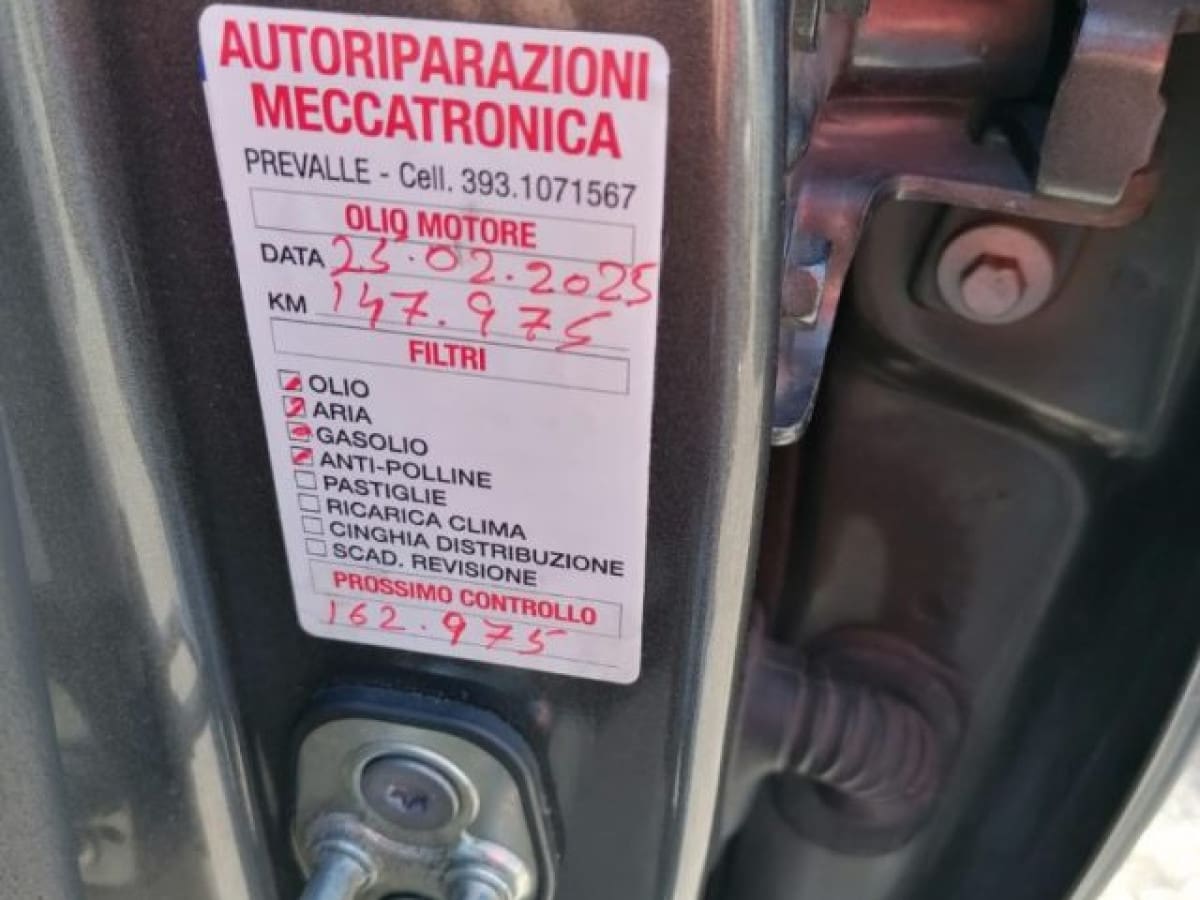 AUTORIPARAZIONI
MECCATRONICA
PREVALLE - Cell. 393.1071567
OLIO MOTORE
DATA 25.02.2025
KM 147.975
FILTRI
OLIO
ARIA
GASOLIO
ANTI-POLLINE
PASTIGLIE
RICARICA CLIMA
CINGHIA DISTRIBUZIONE
SCAD. REVISIONE
PROSSIMO CONTROLLO
162.975